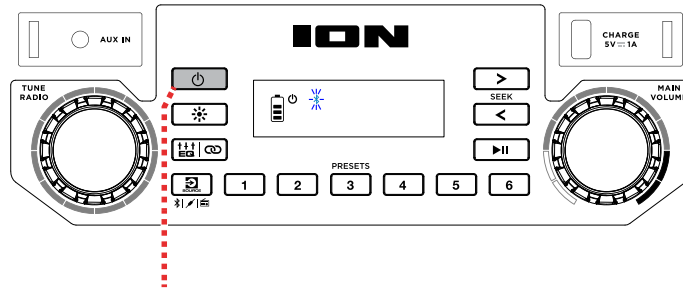 ION
AUX IN
CHARGE
5V⎓1A
TUNE
RADIO
SEEK
MAIN
VOLUME
EQ
PRESETS
SOURCE
1 2 3 4 5 6